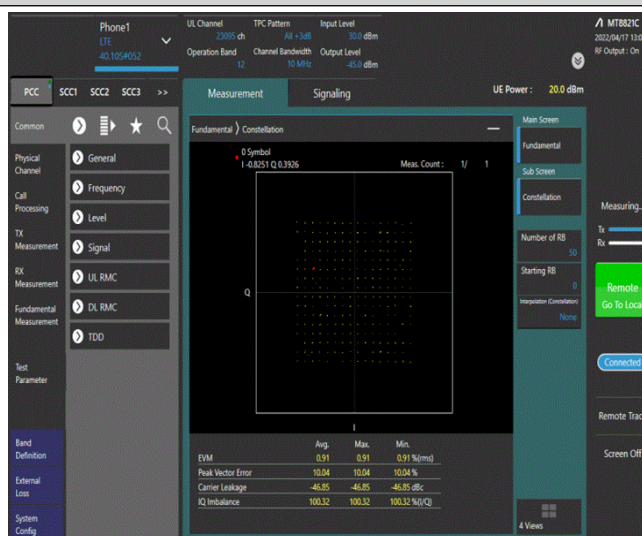 Phone1
LTE
40.10S#052
UL Channel TPC Pattern Input Level
23095 ch All +3dB 30.0 dBm
Operation Band Channel Bandwidth Output Level
12 10 MHz -45.0 dBm
MT8821C
2022/04/17 13:0
RF Output : On
PCC SCC1 SCC2 SCC3 >>
Measurement Signaling
UE Power : 20.0 dBm
Common
Physical
Channel
Call
Processing
TX
Measurement
RX
Measurement
Fundamental
Measurement
Test
Parameter
Band
Definition
External
Loss
System
Config
General
Frequency
Level
Signal
UL RMC
DL RMC
TDD
Fundamental Constellation
0 Symbol
I -0.8251 Q 0.3926 Meas. Count : 1/ 1
Q
I
Avg. Max. Min.
EVM 0.91 0.91 0.91 %(rms)
Peak Vector Error 10.04 10.04 10.04 %
Carrier Leakage -46.85 -46.85 -46.85 dBc
IQ Imbalance 100.32 100.32 100.32 %(I/Q)
Main Screen
Fundamental
Sub Screen
Constellation
Number of RB
50
Starting RB
0
Interpolation (Constellation)
None
4 Views
Measuring..
Tx
Rx
Remote
Go To Loca
Connected
Remote Trac
Screen Off